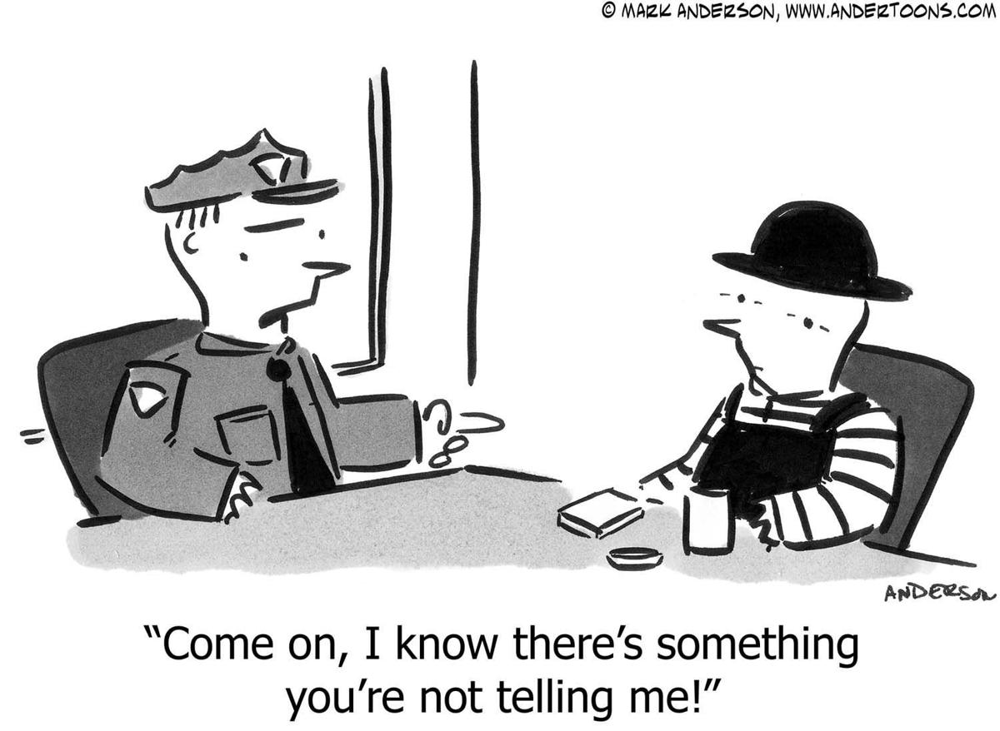 © MARK ANDERSON, WWW.ANDERTOONS.COM
ANDERSON
“Come on, I know there’s something
you’re not telling me!”